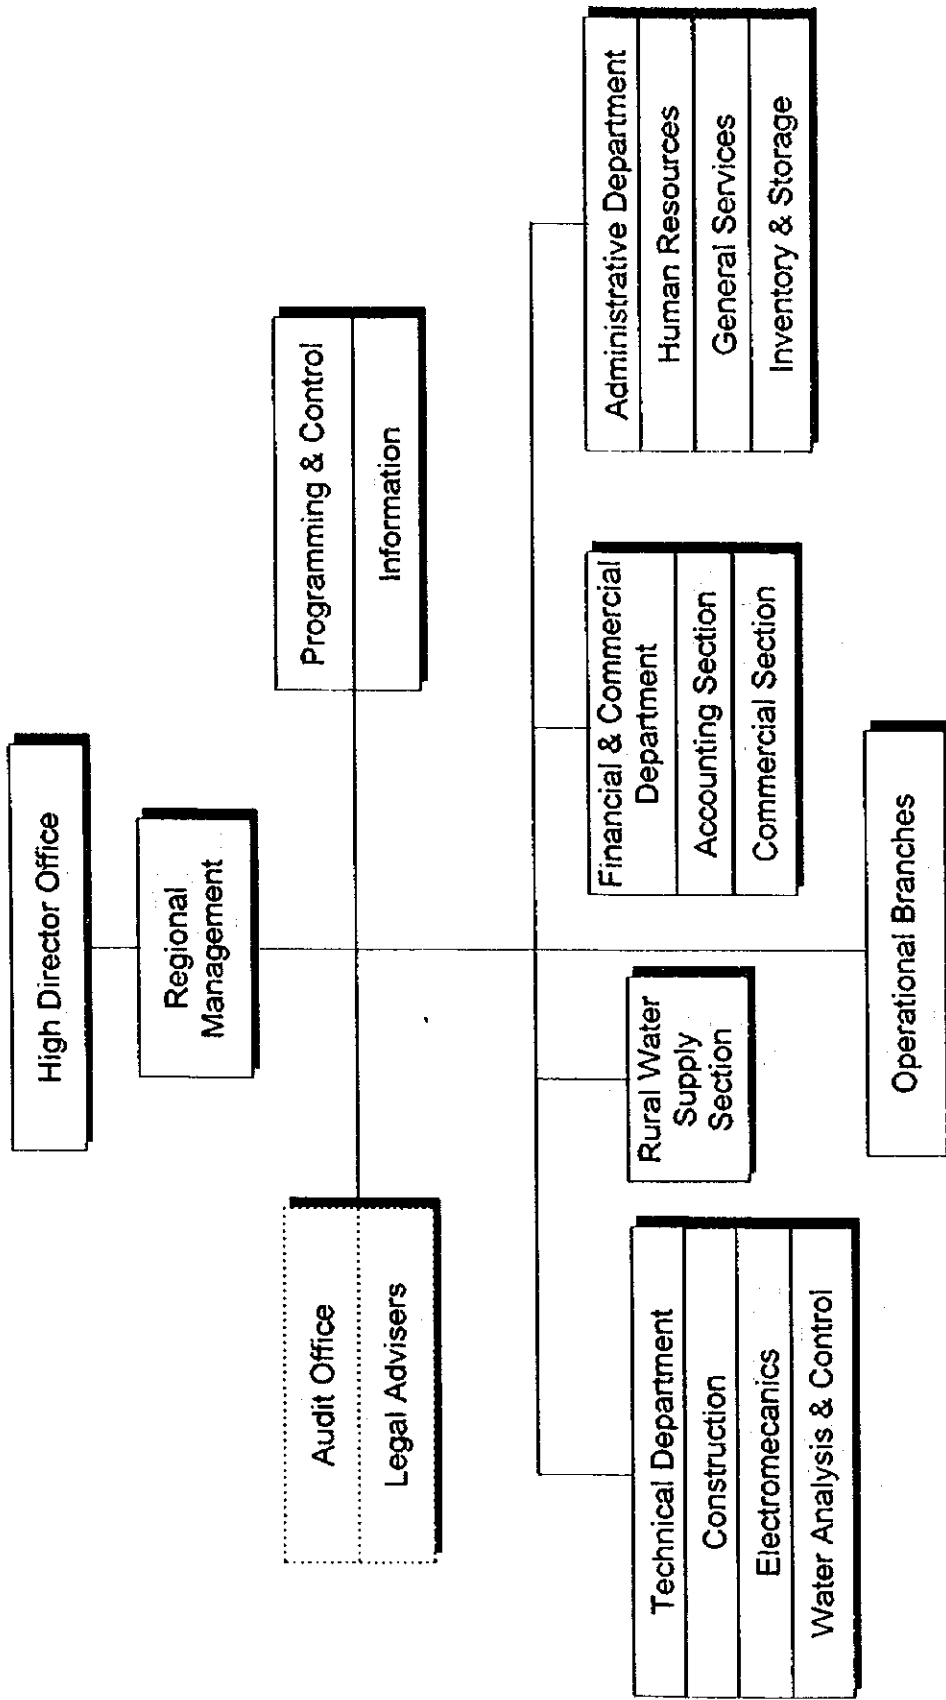 High Director Office
Regional
Management
Audit Office
Legal Advisers
Programming & Control
Information
Technical Department
Construction
Electromecanics
Water Analysis & Control
Rural Water
Supply
Section
Financial & Commercial
Department
Accounting Section
Commercial Section
Administrative Department
Human Resources
General Services
Inventory & Storage
Operational Branches